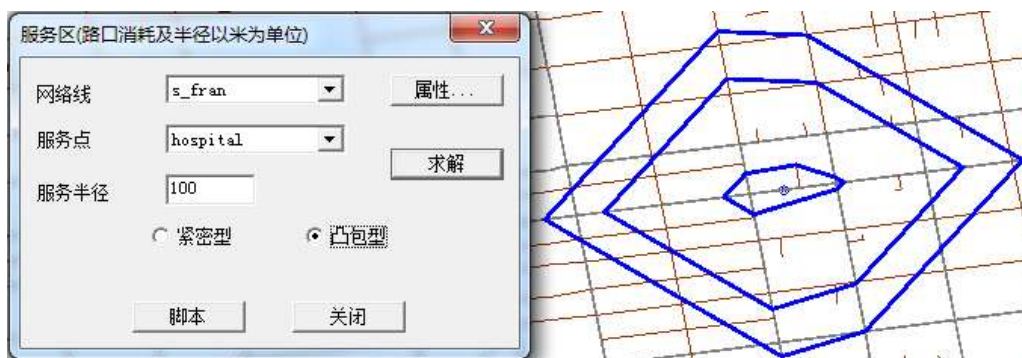 服务区(路口消耗及半径以米为单位)
网络线 s_fran 属性...
服务点 hospital
求解
服务半径 100
紧密型 凸包型
脚本 关闭